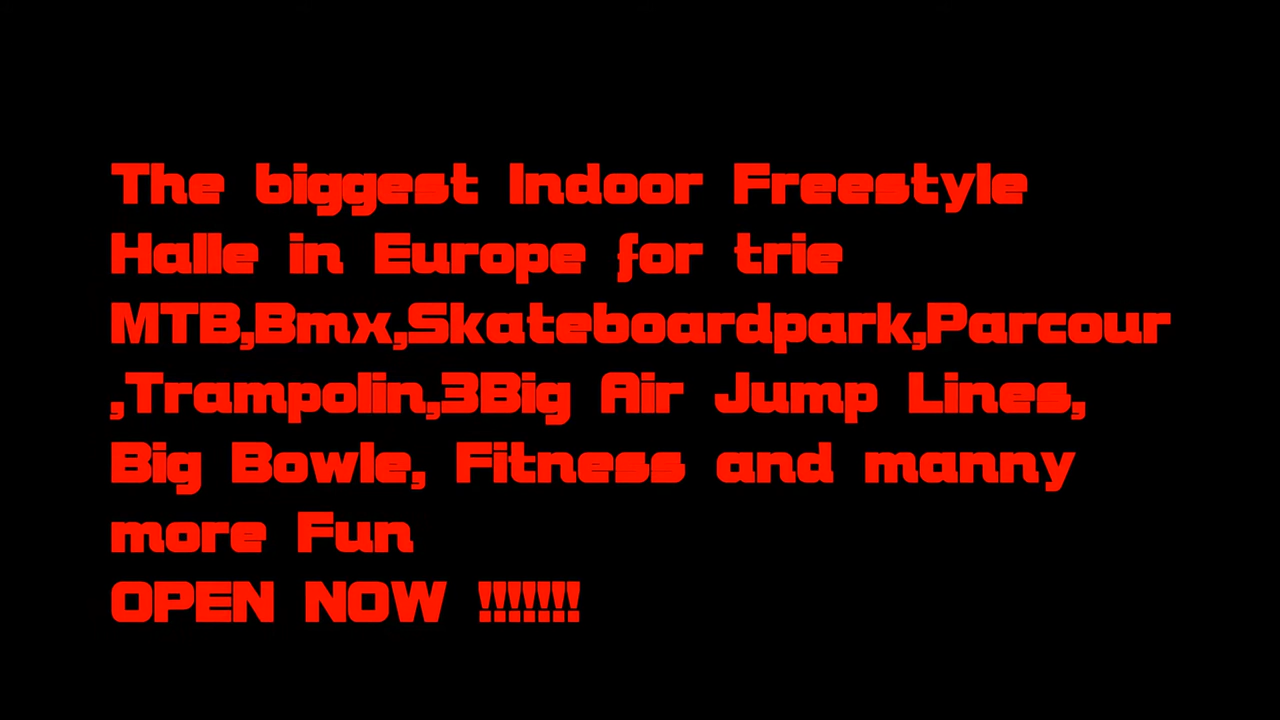 The biggest Indoor Freestyle
Halle in Europe for trie
MTB,Bmx,Skateboardpark,Parcour
,Trampolin,3Big Air Jump Lines,
Big Bowle, Fitness and manny
more Fun
OPEN NOW !!!!!!!